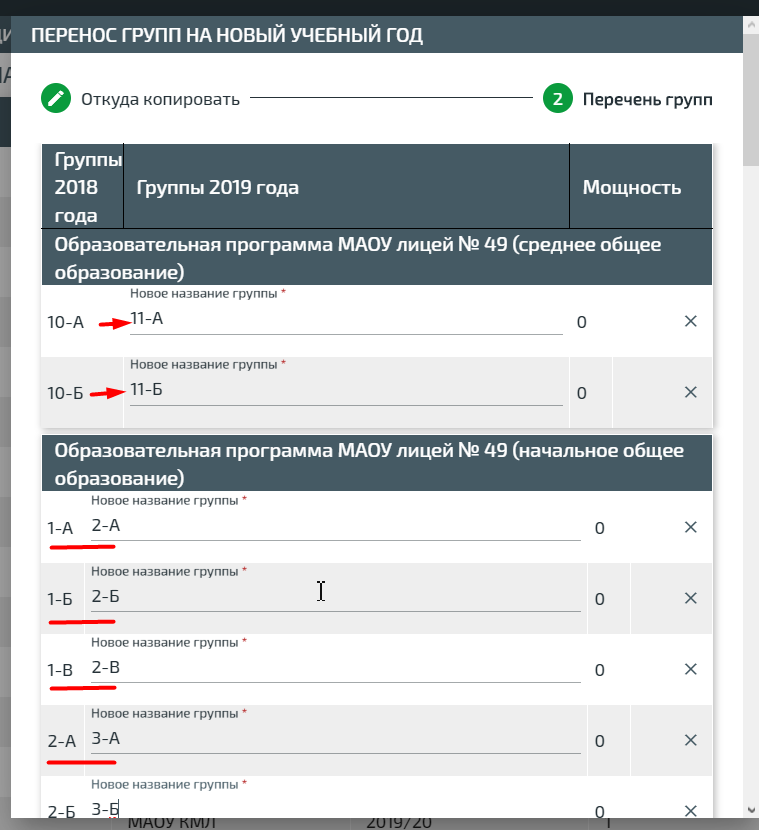 ПЕРЕНОС ГРУПП НА НОВЫЙ УЧЕБНЫЙ ГОД
Откуда копировать
2 Перечень групп
Группы 2018 года
Группы 2019 года
Мощность
Образовательная программа МАОУ лицей № 49 (среднее общее
образование)
Новое название группы *
10-А 11-А 0 ×
Новое название группы *
10-Б 11-Б 0 ×
Образовательная программа МАОУ лицей № 49 (начальное общее
образование)
Новое название группы *
1-А 2-А 0 ×
Новое название группы *
1-Б 2-Б 0 ×
Новое название группы *
1-В 2-В 0 ×
Новое название группы *
2-А 3-А 0 ×
Новое название группы *
2-Б 3-Б 0 ×
МАОУ КМЛ 2019/20 1